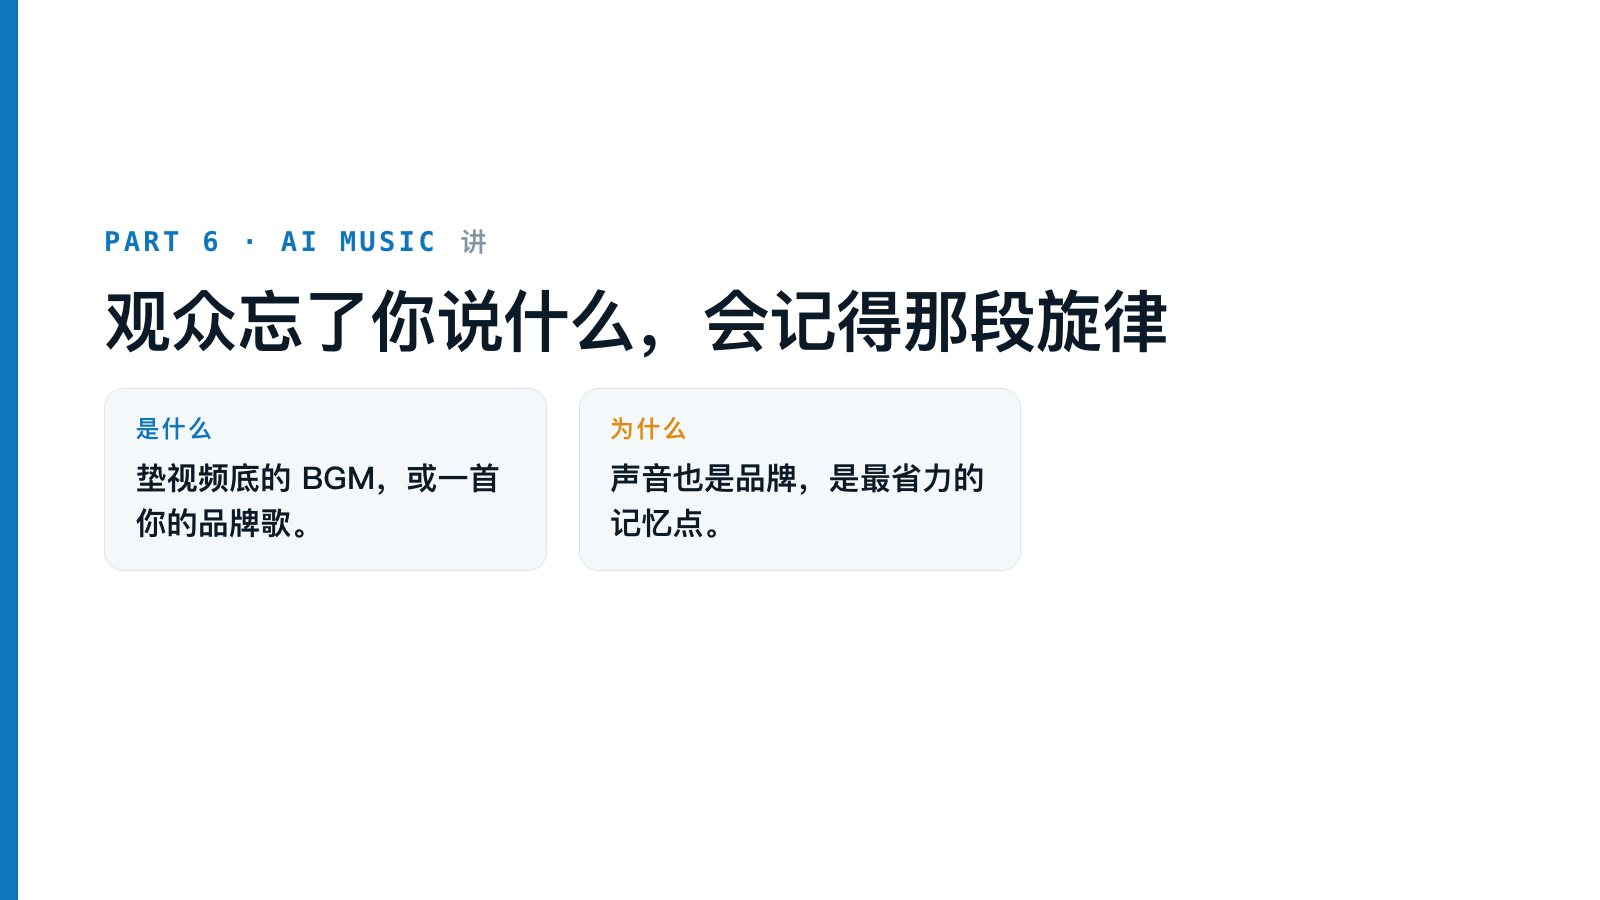 PART 6 · AI MUSIC 讲
观众忘了你说什么，会记得那段旋律
是什么
垫视频底的 BGM，或一首
你的品牌歌。
为什么
声音也是品牌，是最省力的
记忆点。